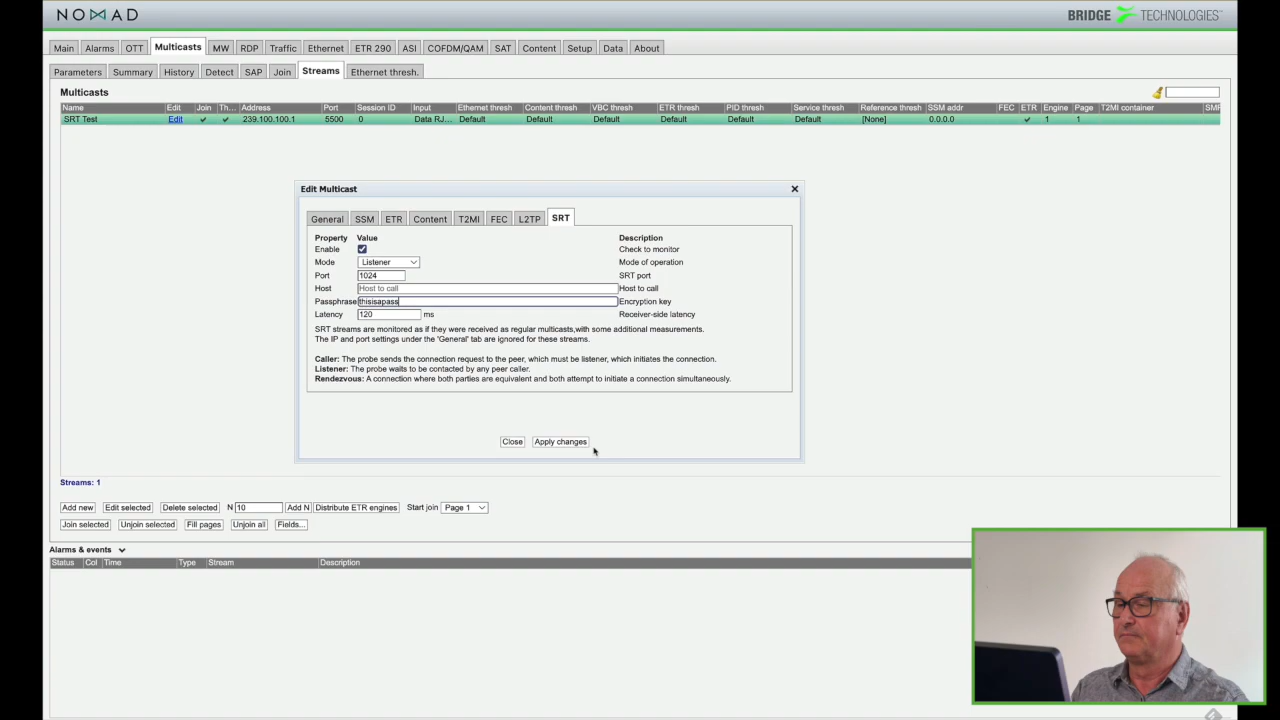 NOMAD
BRIDGE TECHNOLOGIES
Main Alarms OTT Multicasts MW RDP Traffic Ethernet ETR 290 ASI COFDM/QAM SAT Content Setup Data About
Parameters Summary History Detect SAP Join Streams Ethernet thresh.
Multicasts
Name Edit Join Th... Address Port Session ID Input Ethernet thresh Content thresh VBC thresh ETR thresh PID thresh Service thresh Reference thresh SSM addr FEC ETR Engine Page T2MI container SMF
SRT Test Edit 239.100.100.1 5500 0 Data RJ... Default Default Default Default Default Default [None] 0.0.0.0 1 1
Edit Multicast
General SSM ETR Content T2MI FEC L2TP SRT
Property Value Description
Enable Check to monitor
Mode Listener Mode of operation
Port 1024 SRT port
Host Host to call Host to call
Passphrase thisisapass Encryption key
Latency 120 ms Receiver-side latency
SRT streams are monitored as if they were received as regular multicasts,with some additional measurements.
The IP and port settings under the 'General' tab are ignored for these streams.
Caller: The probe sends the connection request to the peer, which must be listener, which initiates the connection.
Listener: The probe waits to be contacted by any peer caller.
Rendezvous: A connection where both parties are equivalent and both attempt to initiate a connection simultaneously.
Close Apply changes
Streams: 1
Add new Edit selected Delete selected N 10 Add N Distribute ETR engines Start join Page 1
Join selected Unjoin selected Fill pages Unjoin all Fields...
Alarms & events
Status Col Time Type Stream Description